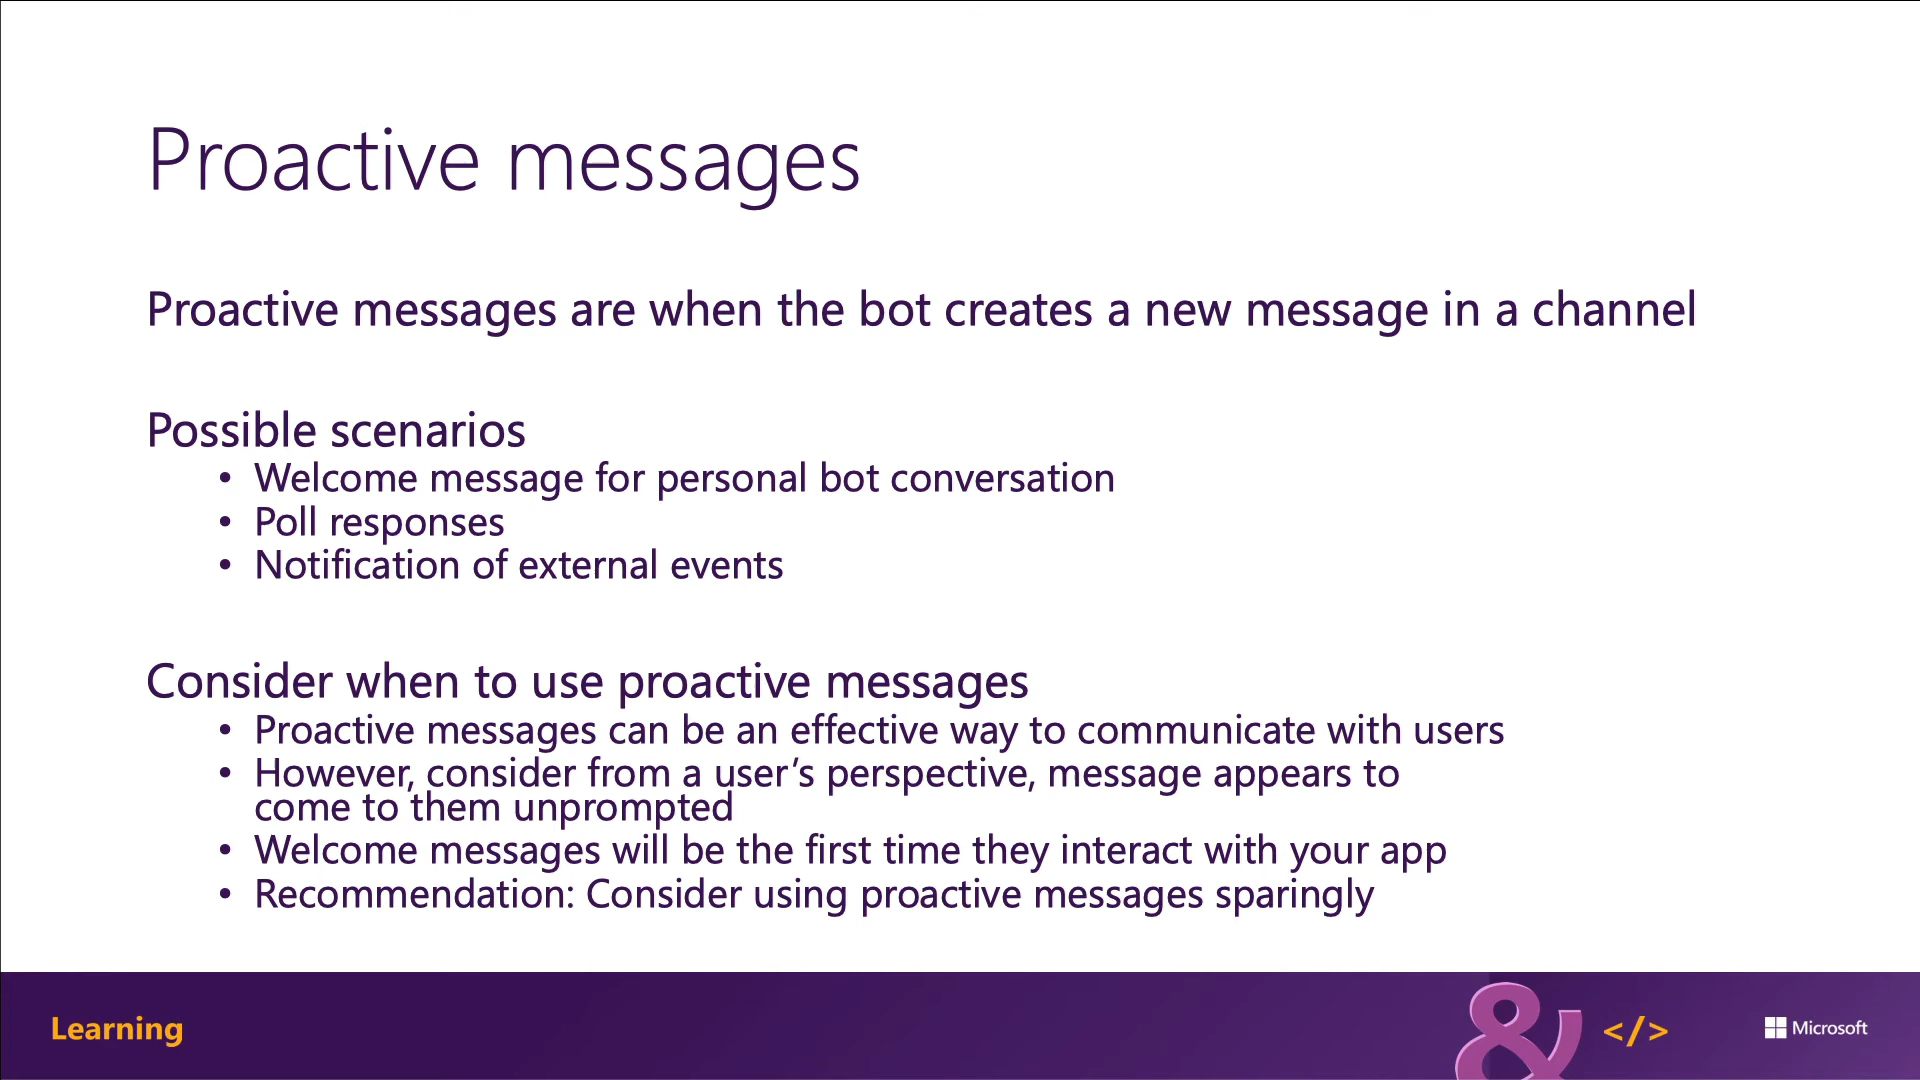 Proactive messages
Proactive messages are when the bot creates a new message in a channel
Possible scenarios
• Welcome message for personal bot conversation
• Poll responses
• Notification of external events
Consider when to use proactive messages
• Proactive messages can be an effective way to communicate with users
• However, consider from a user’s perspective, message appears to
come to them unprompted
• Welcome messages will be the first time they interact with your app
• Recommendation: Consider using proactive messages sparingly
Learning
& </>
Microsoft